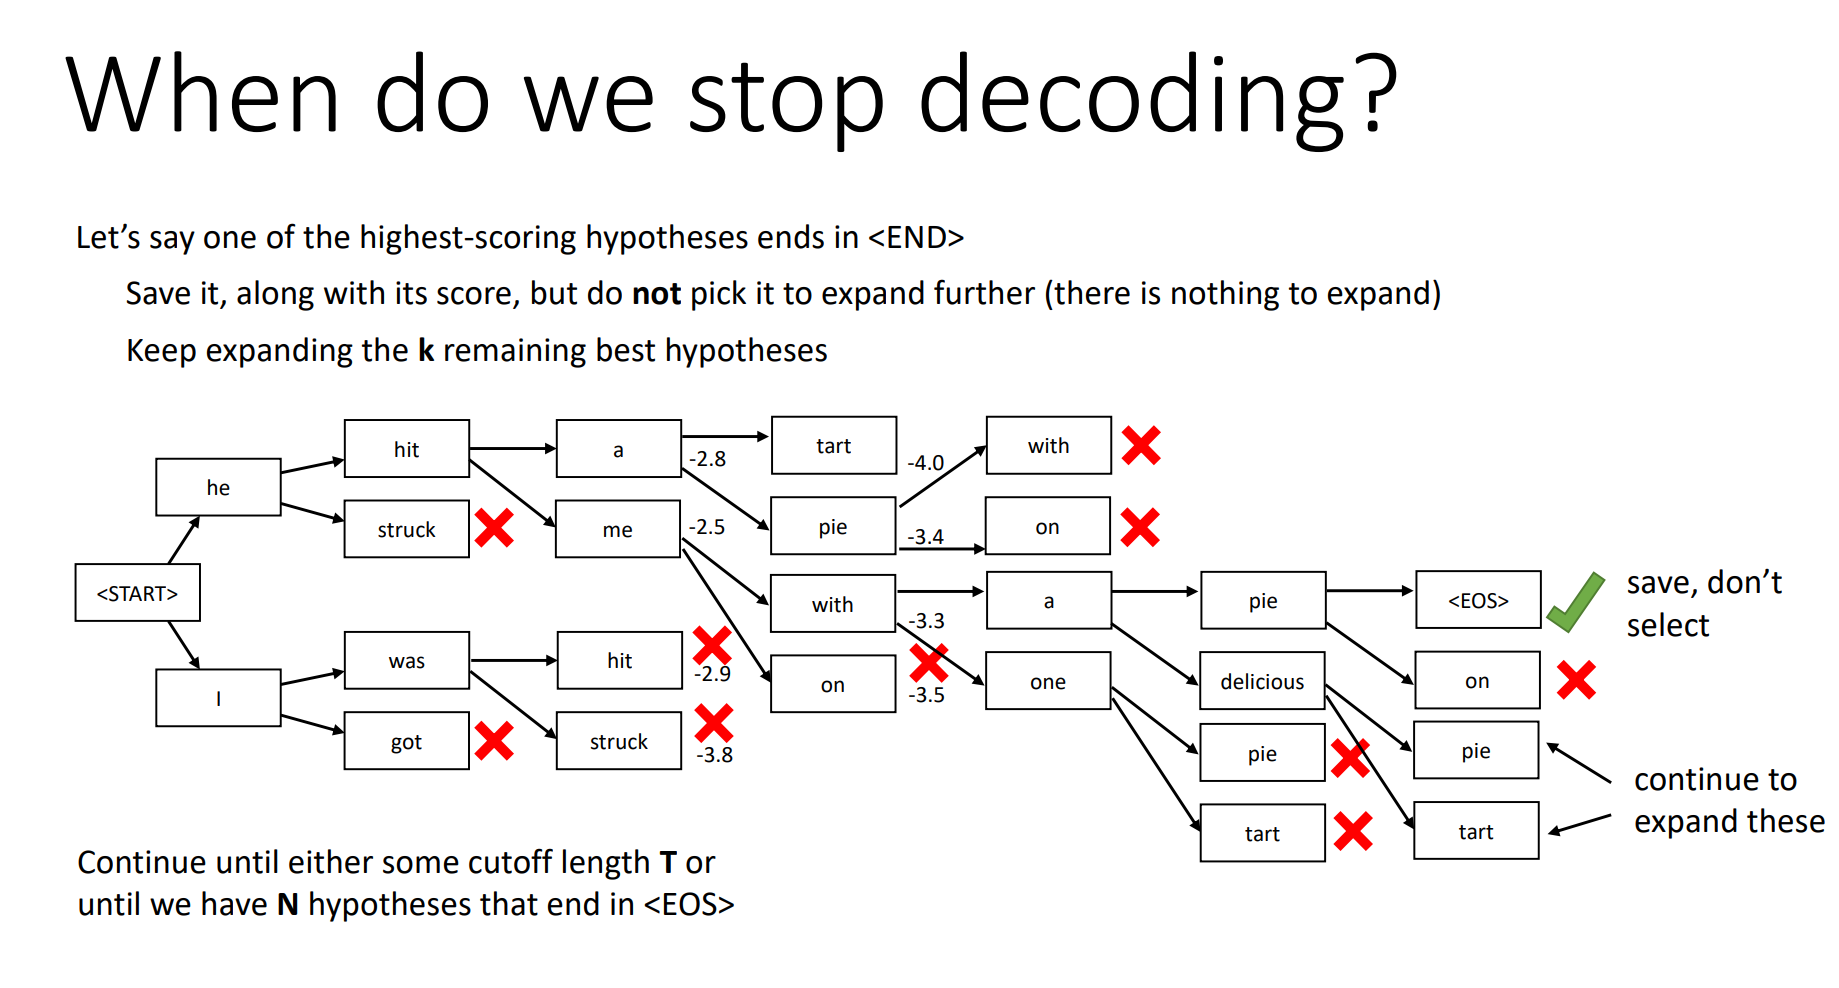 When do we stop decoding?
Let's say one of the highest-scoring hypotheses ends in <END>
Save it, along with its score, but do not pick it to expand further (there is nothing to expand)
Keep expanding the k remaining best hypotheses
<START>
he
I
hit
struck
was
got
a
-2.8
me
-2.5
hit
-2.9
struck
-3.8
tart
pie
-4.0
-3.4
with
-3.3
on
-3.5
with
on
a
one
pie
delicious
pie
tart
<EOS>
on
pie
tart
save, don't
select
continue to
expand these
Continue until either some cutoff length T or
until we have N hypotheses that end in <EOS>